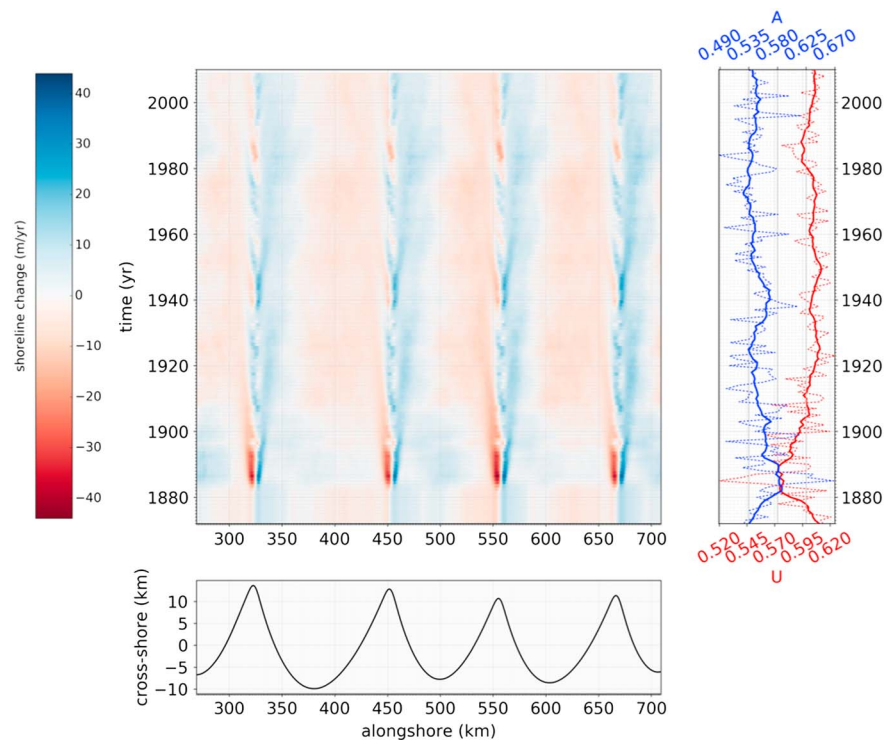 A
0.490 0.535 0.580 0.625 0.670
shoreline change (m/yr)
40
20
10
0
−10
−20
−30
−40
time (yr)
2000
1980
1960
1940
1920
1900
1880
300 350 400 450 500 550 600 650 700
2000
1980
1960
1940
1920
1900
1880
0.520 0.545 0.570 0.595 0.620
U
cross-shore (km)
10
5
0
−5
−10
300 350 400 450 500 550 600 650 700
alongshore (km)